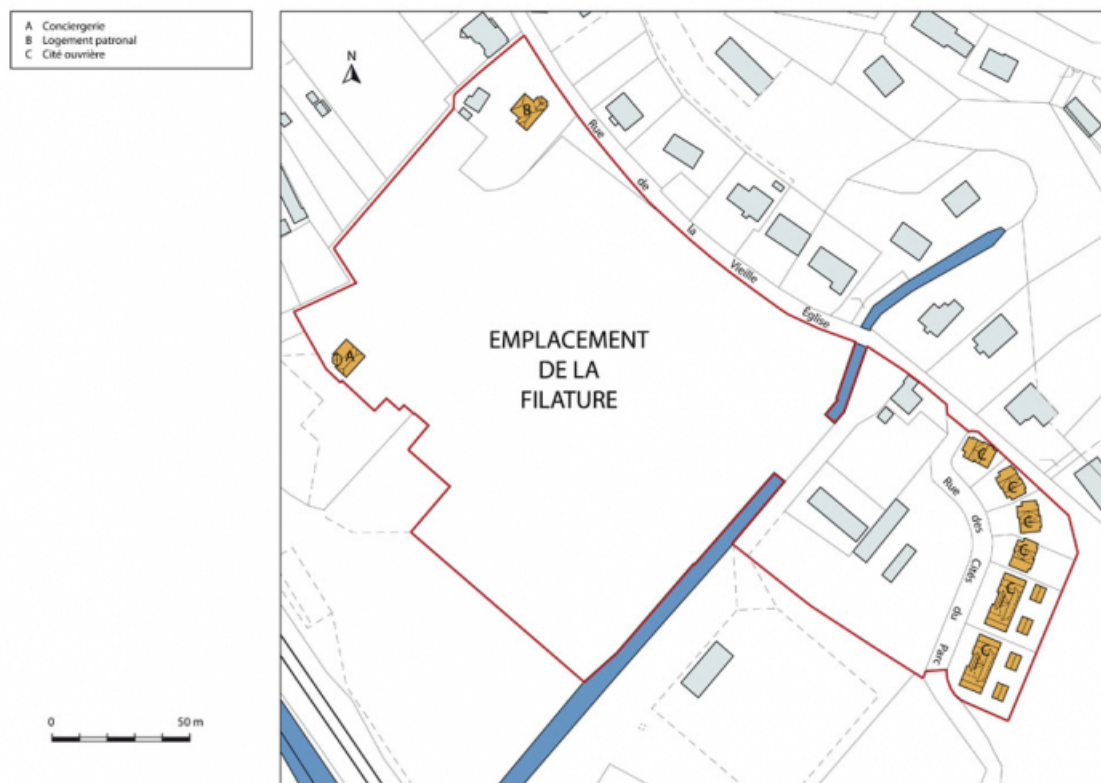 A Conciergerie
B Logement patronal
C Cité ouvrière
N
B
Rue de la Vieille Église
A
EMPLACEMENT
DE LA
FILATURE
C
C
C
C
C
C
Rue des Cités du Parc
0 50 m